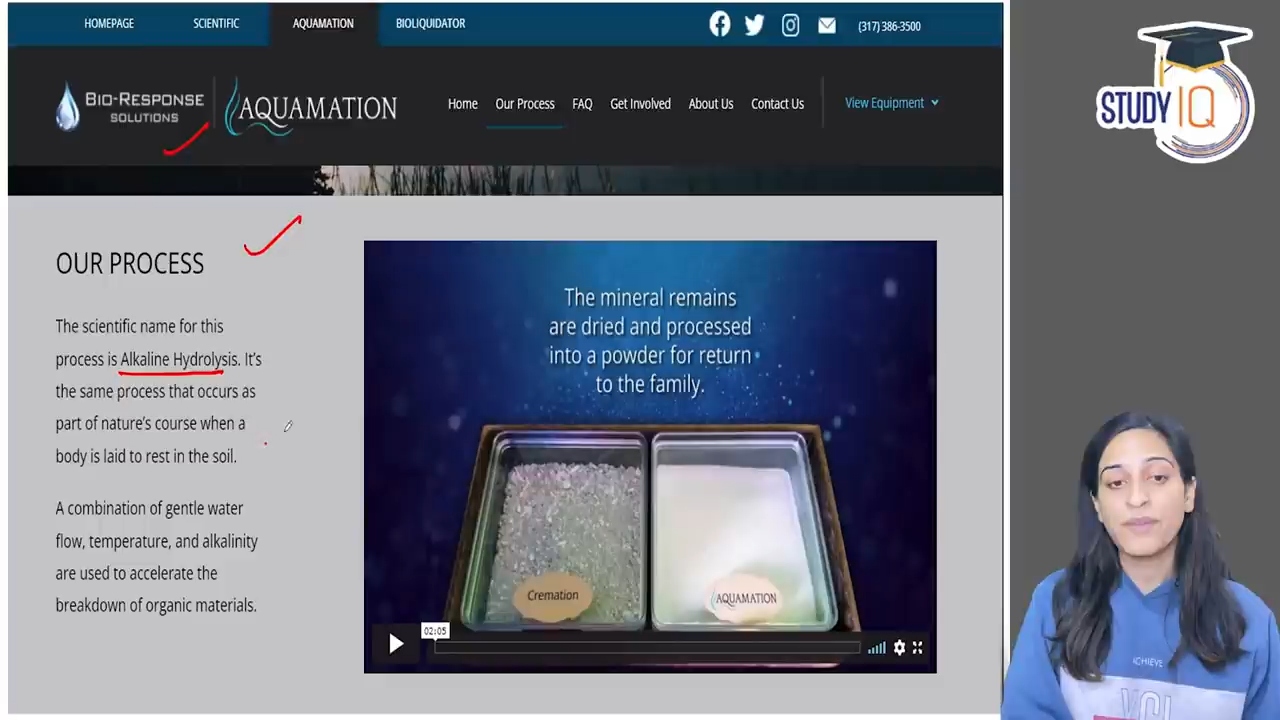 HOMEPAGE SCIENTIFIC AQUAMATION BIOLIQUIDATOR (317) 386-3500
BIO-RESPONSE SOLUTIONS AQUAMATION
Home Our Process FAQ Get Involved About Us Contact Us View Equipment
STUDY IQ
OUR PROCESS
The scientific name for this
process is Alkaline Hydrolysis. It's
the same process that occurs as
part of nature's course when a
body is laid to rest in the soil.
A combination of gentle water
flow, temperature, and alkalinity
are used to accelerate the
breakdown of organic materials.
The mineral remains
are dried and processed
into a powder for return
to the family.
Cremation
AQUAMATION
02:05
ACHIEVE